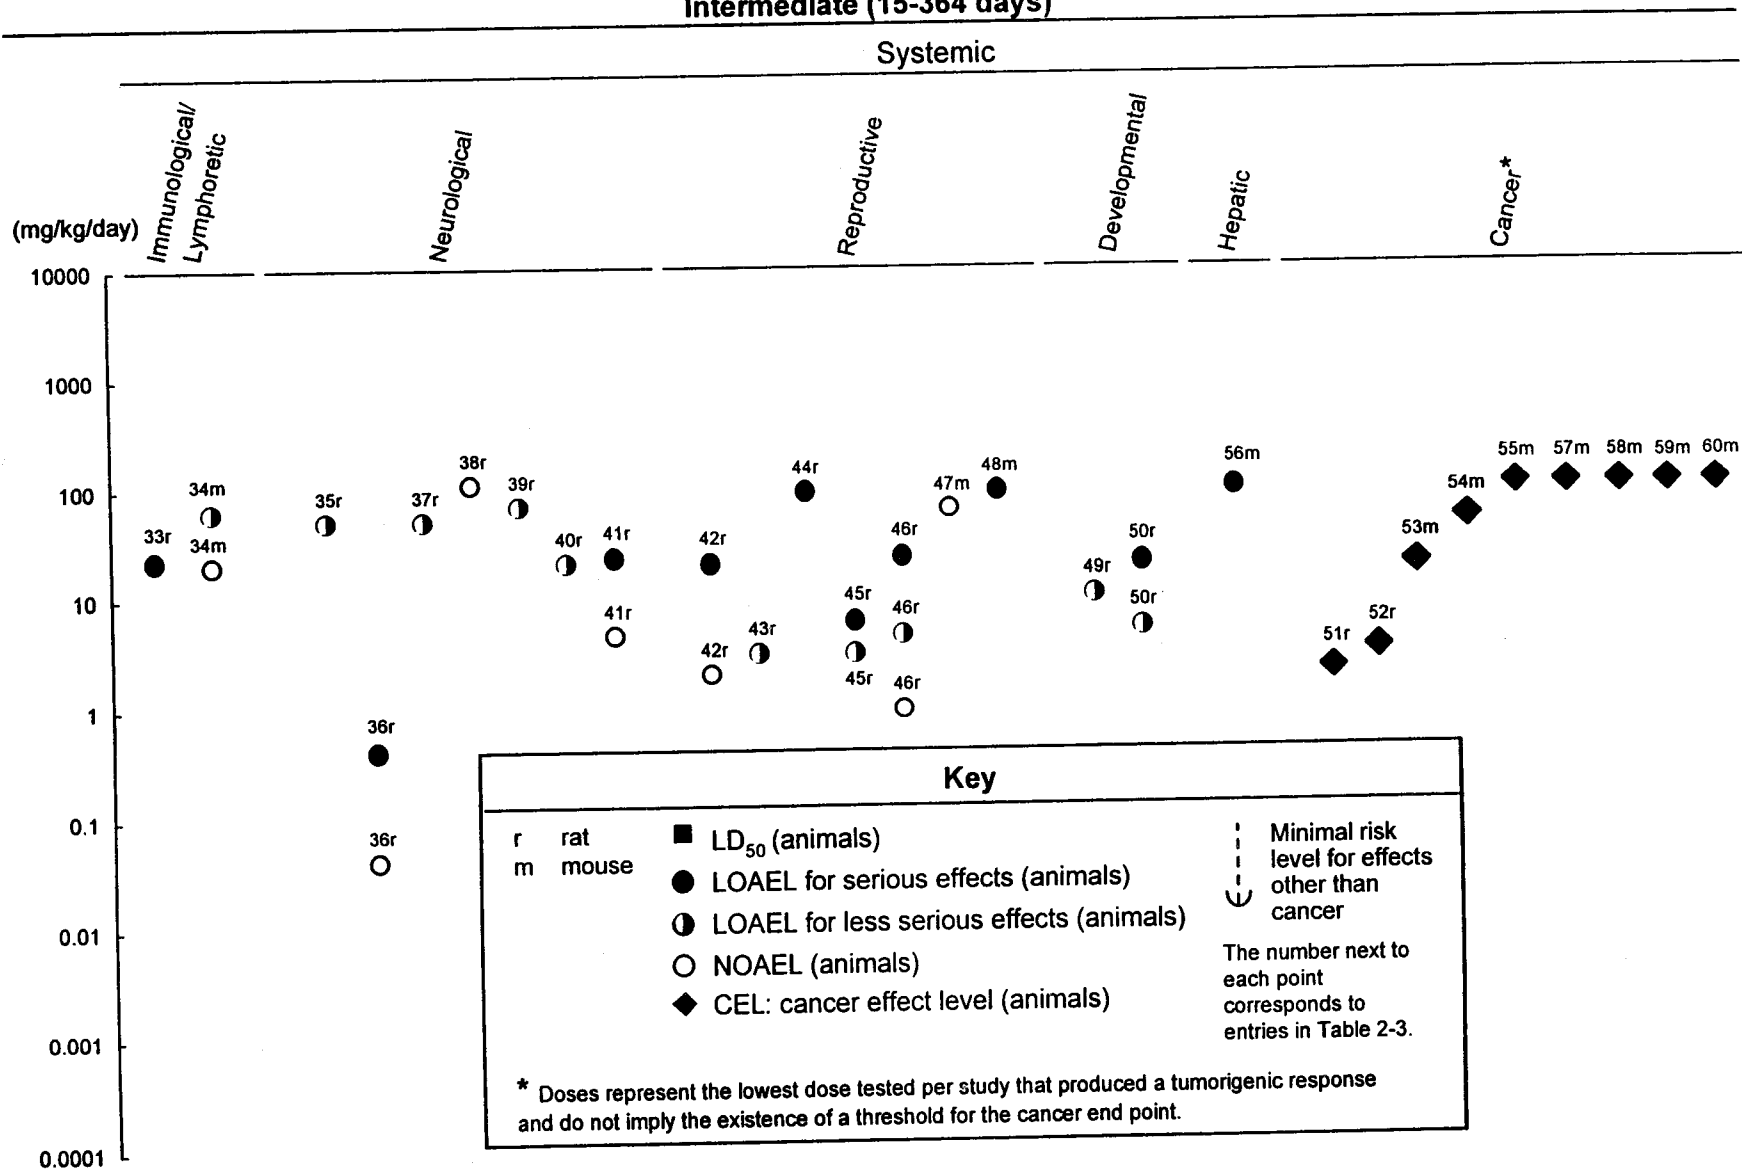 Intermediate (15-364 days)
Systemic
Immunological/
Lymphoretic
Neurological
Reproductive
Developmental
Hepatic
Cancer*
(mg/kg/day)
10000
1000
100
10
1
0.1
0.01
0.001
0.0001
33r
34m
34m
35r
36r
36r
37r
38r
39r
40r
41r
41r
42r
42r
43r
44r
45r
45r
46r
46r
46r
47m
48m
49r
50r
50r
56m
51r
52r
53m
54m
55m
57m
58m
59m
60m
Key
r rat
m mouse
LD50 (animals)
LOAEL for serious effects (animals)
LOAEL for less serious effects (animals)
NOAEL (animals)
CEL: cancer effect level (animals)
Minimal risk
level for effects
other than
cancer
The number next to
each point
corresponds to
entries in Table 2-3.
* Doses represent the lowest dose tested per study that produced a tumorigenic response
and do not imply the existence of a threshold for the cancer end point.